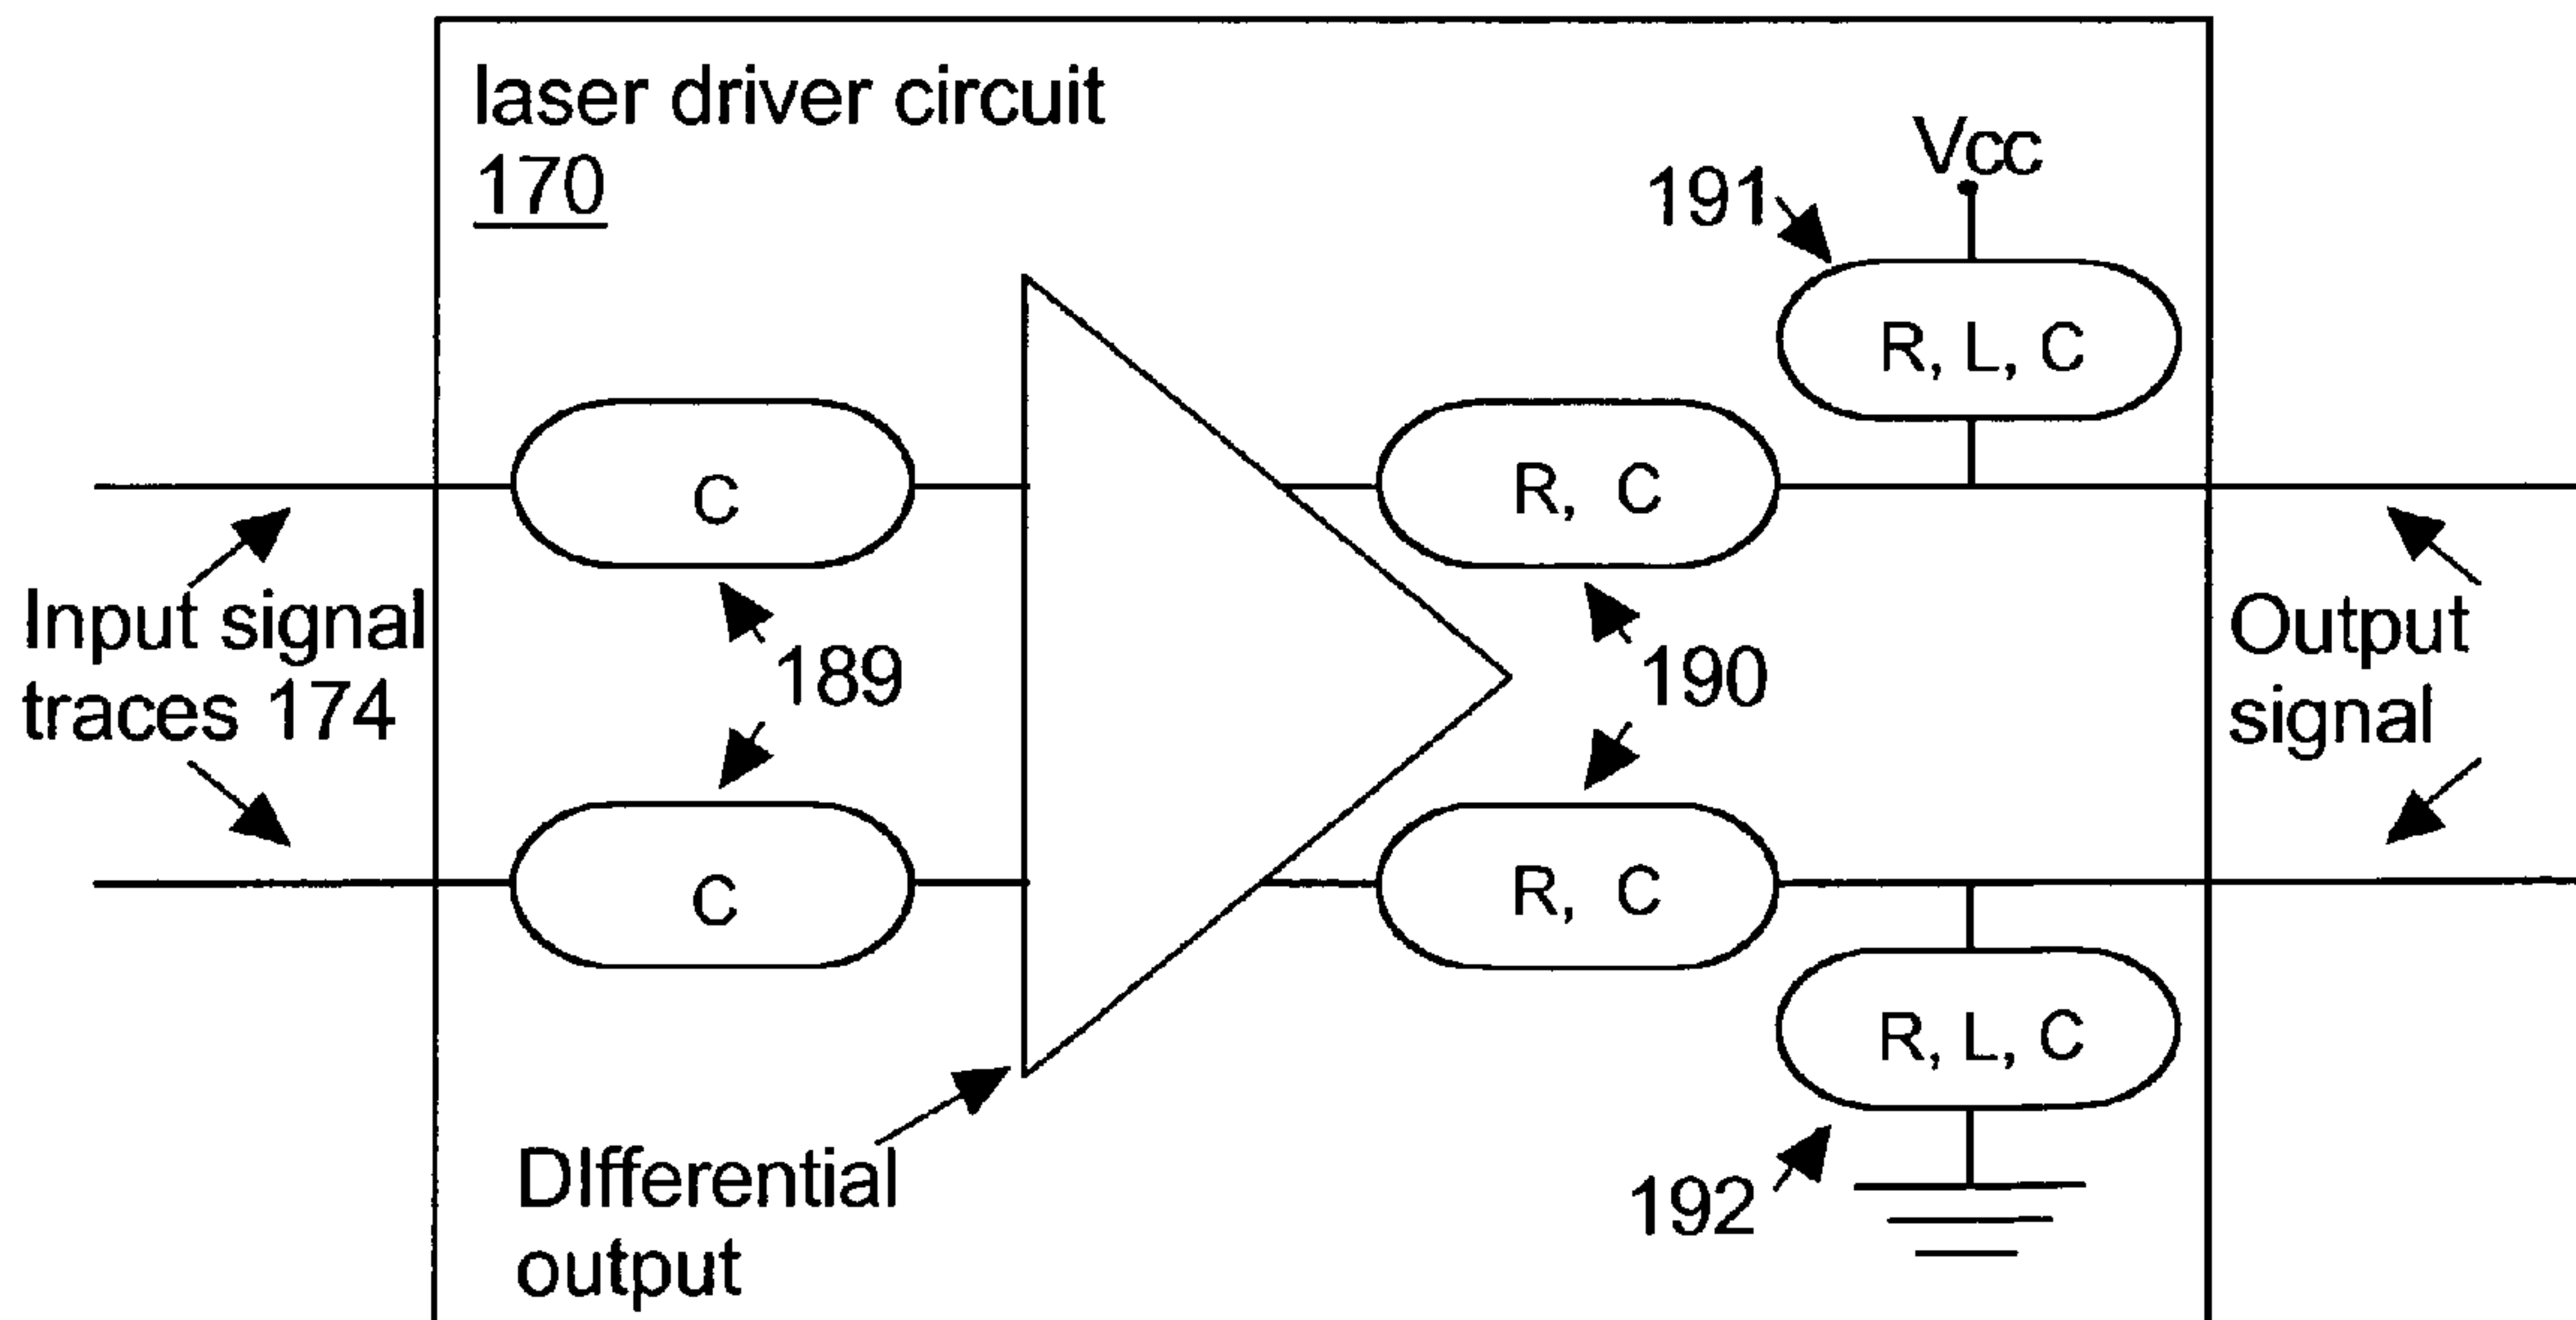 laser driver circuit
170
Vcc
191
R, L, C
C
R, C
Input signal
traces 174
189
190
Output
signal
C
R, C
R, L, C
DIfferential
output
192